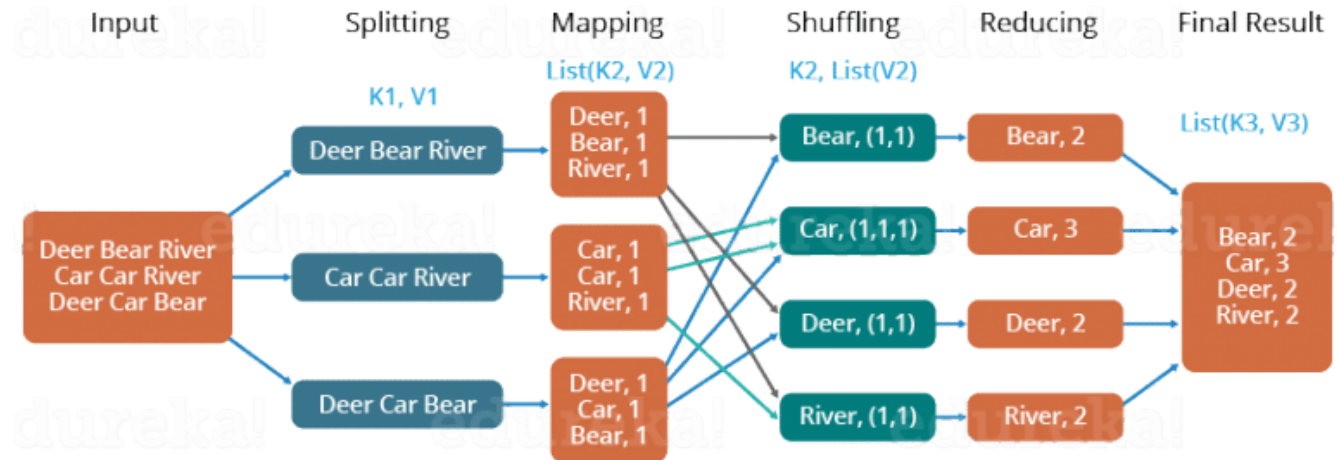 Input
Splitting
Mapping
Shuffling
Reducing
Final Result
K1, V1
List(K2, V2)
K2, List(V2)
List(K3, V3)
Deer Bear River
Car Car River
Deer Car Bear
Deer Bear River
Car Car River
Deer Car Bear
Deer, 1
Bear, 1
River, 1
Car, 1
Car, 1
River, 1
Deer, 1
Car, 1
Bear, 1
Bear, (1,1)
Car, (1,1,1)
Deer, (1,1)
River, (1,1)
Bear, 2
Car, 3
Deer, 2
River, 2
Bear, 2
Car, 3
Deer, 2
River, 2
edureka!